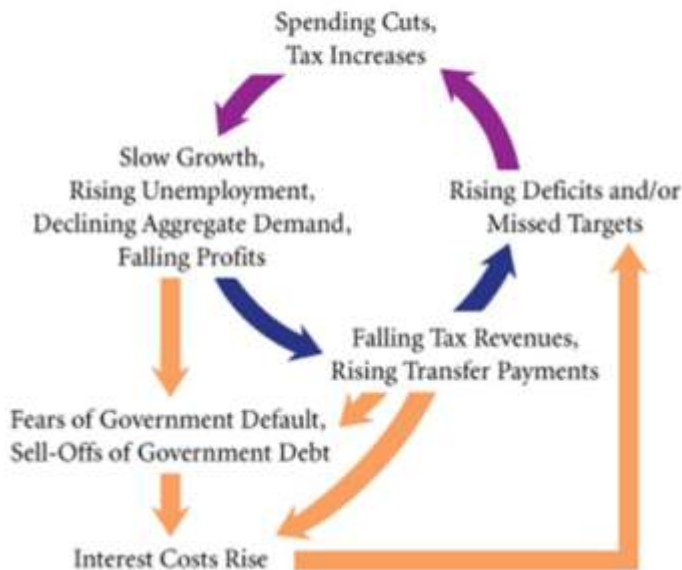 Spending Cuts,
Tax Increases
Slow Growth,
Rising Unemployment,
Declining Aggregate Demand,
Falling Profits
Rising Deficits and/or
Missed Targets
Falling Tax Revenues,
Rising Transfer Payments
Fears of Government Default,
Sell-Offs of Government Debt
Interest Costs Rise